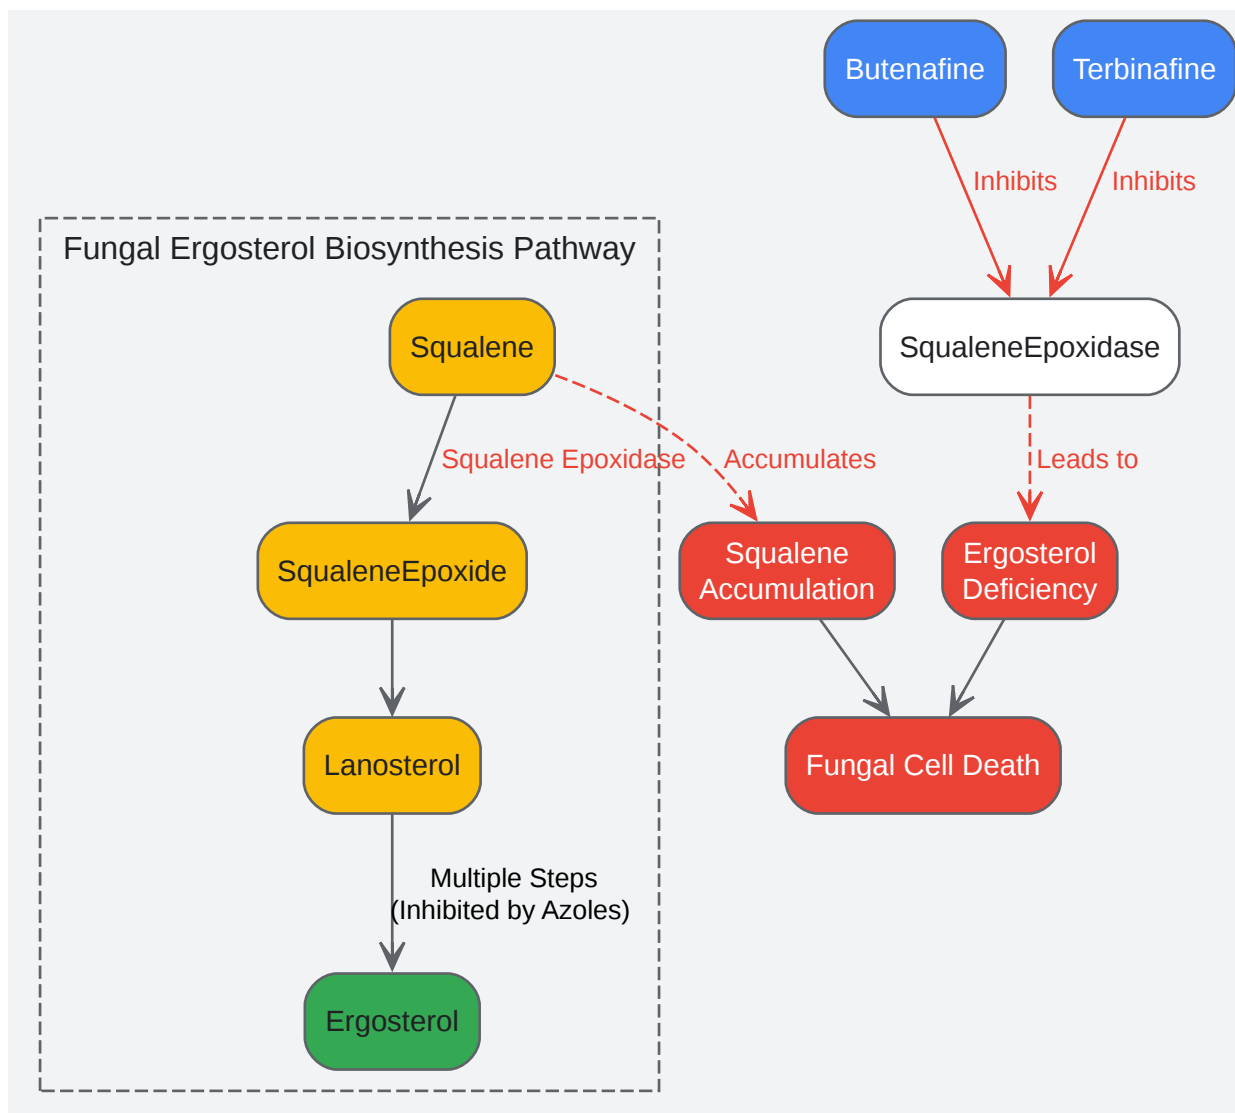 Butenafine
Terbinafine
Inhibits
Inhibits
Fungal Ergosterol Biosynthesis Pathway
Squalene
SqualeneEpoxidase
Squalene Epoxidase
Accumulates
Leads to
SqualeneEpoxide
Squalene
Accumulation
Ergosterol
Deficiency
Lanosterol
Fungal Cell Death
Multiple Steps
(Inhibited by Azoles)
Ergosterol